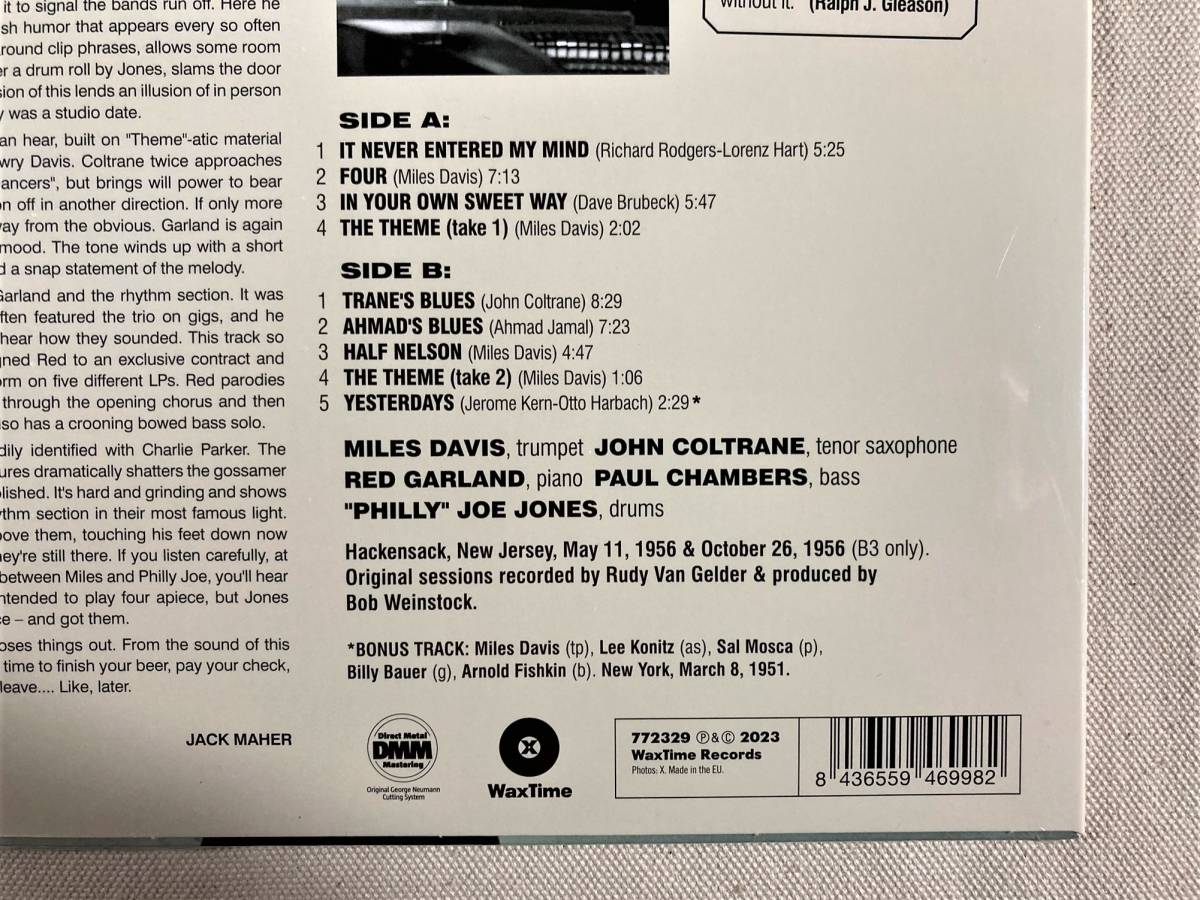 it to signal the bands run off. Here he
sh humor that appears every so often
round clip phrases, allows some room
er a drum roll by Jones, slams the door
sion of this lends an illusion of in person
was a studio date.
an hear, built on "Theme"-atic material
wry Davis. Coltrane twice approaches
ancers", but brings will power to bear
n off in another direction. If only more
ay from the obvious. Garland is again
mood. The tone winds up with a short
d a snap statement of the melody.
Garland and the rhythm section. It was
ften featured the trio on gigs, and he
hear how they sounded. This track so
gned Red to an exclusive contract and
orm on five different LPs. Red parodies
through the opening chorus and then
lso has a crooning bowed bass solo.
dily identified with Charlie Parker. The
ures dramatically shatters the gossamer
lished. It's hard and grinding and shows
ythm section in their most famous light.
ove them, touching his feet down now
hey're still there. If you listen carefully, at
between Miles and Philly Joe, you'll hear
ntended to play four apiece, but Jones
ce – and got them.
oses things out. From the sound of this
time to finish your beer, pay your check,
leave.... Like, later.
JACK MAHER
without it. (Ralph J. Gleason)
SIDE A:
1 IT NEVER ENTERED MY MIND (Richard Rodgers-Lorenz Hart) 5:25
2 FOUR (Miles Davis) 7:13
3 IN YOUR OWN SWEET WAY (Dave Brubeck) 5:47
4 THE THEME (take 1) (Miles Davis) 2:02
SIDE B:
1 TRANE'S BLUES (John Coltrane) 8:29
2 AHMAD'S BLUES (Ahmad Jamal) 7:23
3 HALF NELSON (Miles Davis) 4:47
4 THE THEME (take 2) (Miles Davis) 1:06
5 YESTERDAYS (Jerome Kern-Otto Harbach) 2:29*
MILES DAVIS, trumpet JOHN COLTRANE, tenor saxophone
RED GARLAND, piano PAUL CHAMBERS, bass
"PHILLY" JOE JONES, drums
Hackensack, New Jersey, May 11, 1956 & October 26, 1956 (B3 only).
Original sessions recorded by Rudy Van Gelder & produced by
Bob Weinstock.
*BONUS TRACK: Miles Davis (tp), Lee Konitz (as), Sal Mosca (p),
Billy Bauer (g), Arnold Fishkin (b). New York, March 8, 1951.
Direct Metal
DMM
Mastering
Original George Neumann
Cutting System
X
WaxTime
772329 Ⓟ&© 2023
WaxTime Records
Photos: X. Made in the EU.
8 436559 469982